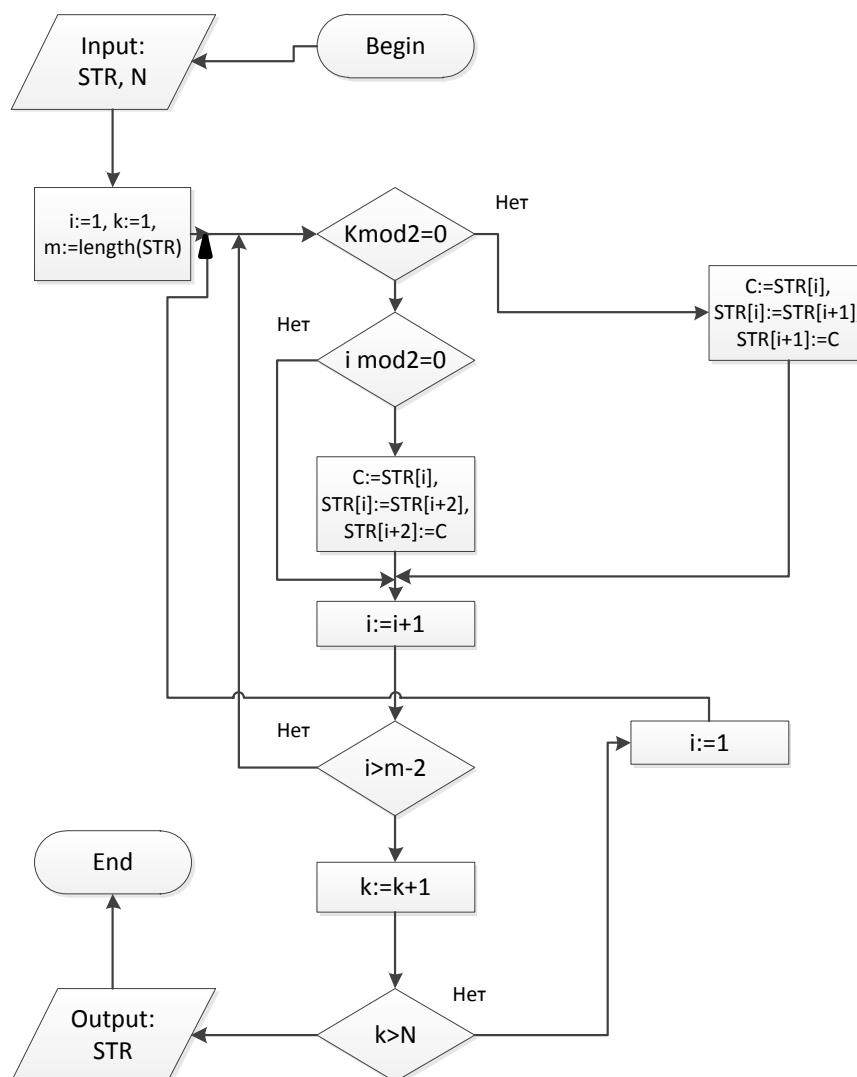 Begin
Input:
STR, N
i:=1, k:=1,
m:=length(STR)
Kmod2=0
Нет
C:=STR[i],
STR[i]:=STR[i+1],
STR[i+1]:=C
Нет
i mod2=0
C:=STR[i],
STR[i]:=STR[i+2],
STR[i+2]:=C
i:=i+1
Нет
i>m-2
i:=1
k:=k+1
Нет
k>N
Output:
STR
End